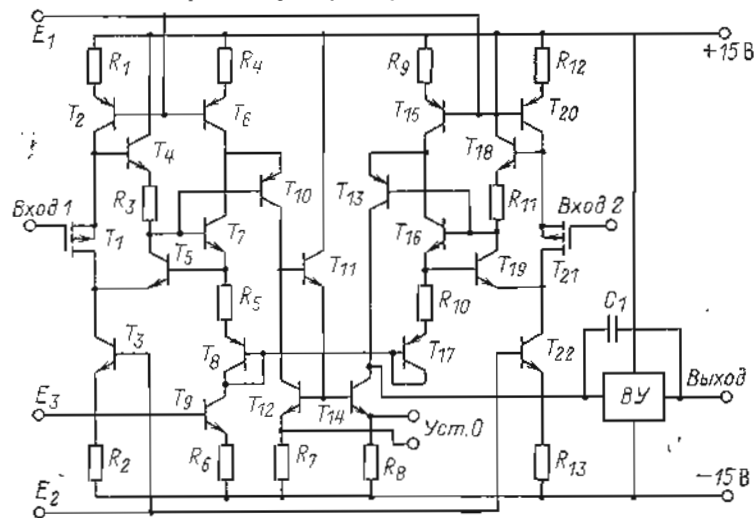 E1
+15 В
R1
R4
R9
R12
T2
T6
T15
T20
T4
T18
R3
T10
T13
R11
Вход 1
Вход 2
T1
T7
T16
T5
T11
T19
T21
R5
R10
C1
T3
T8
T17
T22
Выход
ВУ
E3
T9
T12
T14
Уст. 0
R2
R6
R7
R8
R13
E2
−15 В